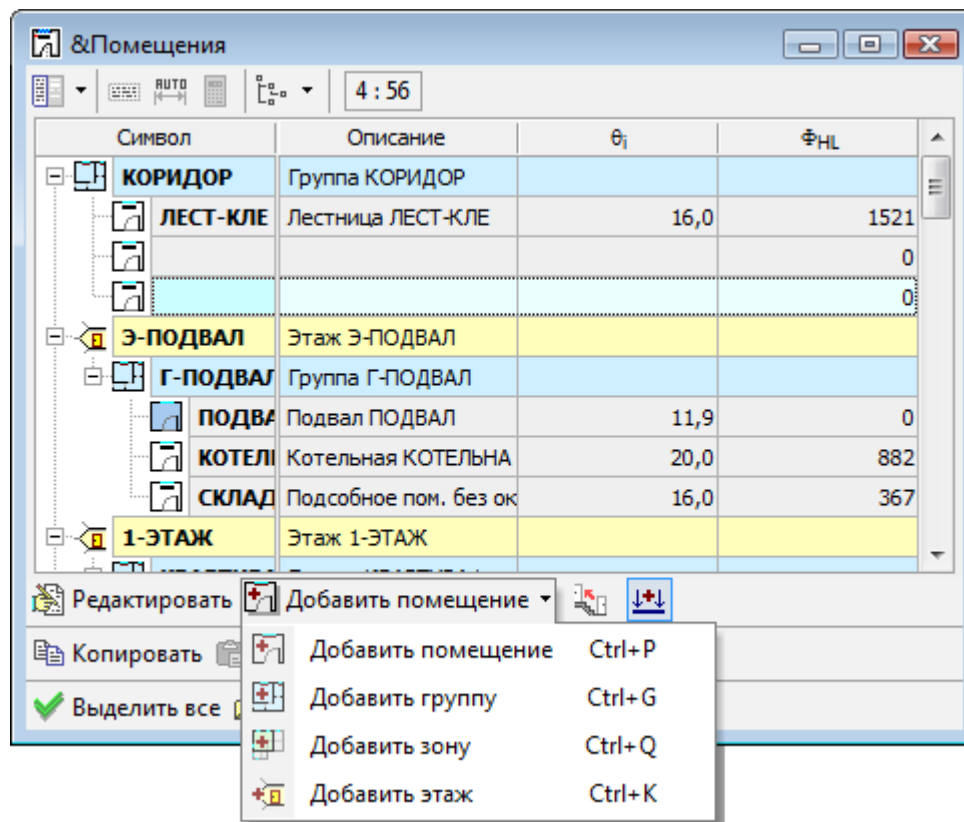 &Помещения
AUTO 4 : 56
Символ Описание θi ΦHL
КОРИДОР Группа КОРИДОР
ЛЕСТ-КЛЕ Лестница ЛЕСТ-КЛЕ 16,0 1521
0
0
Э-ПОДВАЛ Этаж Э-ПОДВАЛ
Г-ПОДВАЛ Группа Г-ПОДВАЛ
ПОДВА Подвал ПОДВАЛ 11,9 0
КОТЕЛ Котельная КОТЕЛЬНА 20,0 882
СКЛАД Подсобное пом. без ок 16,0 367
1-ЭТАЖ Этаж 1-ЭТАЖ
Редактировать Добавить помещение
Копировать
Выделить все
Добавить помещение Ctrl+P
Добавить группу Ctrl+G
Добавить зону Ctrl+Q
Добавить этаж Ctrl+K